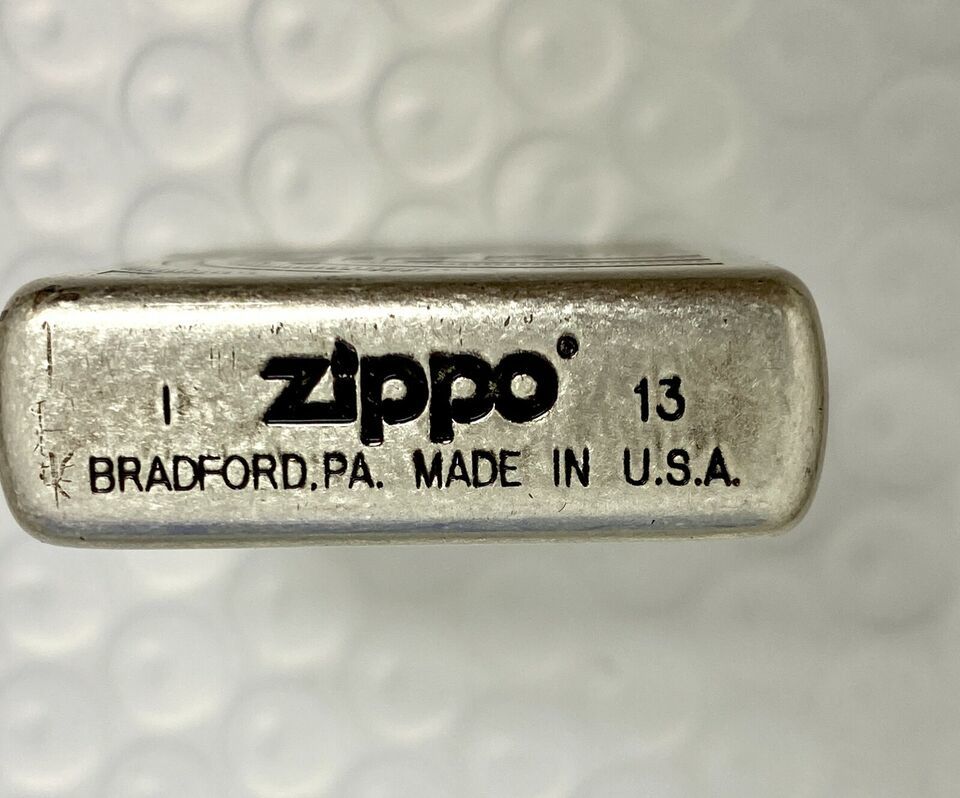 I zippo® 13
BRADFORD,PA. MADE IN U.S.A.